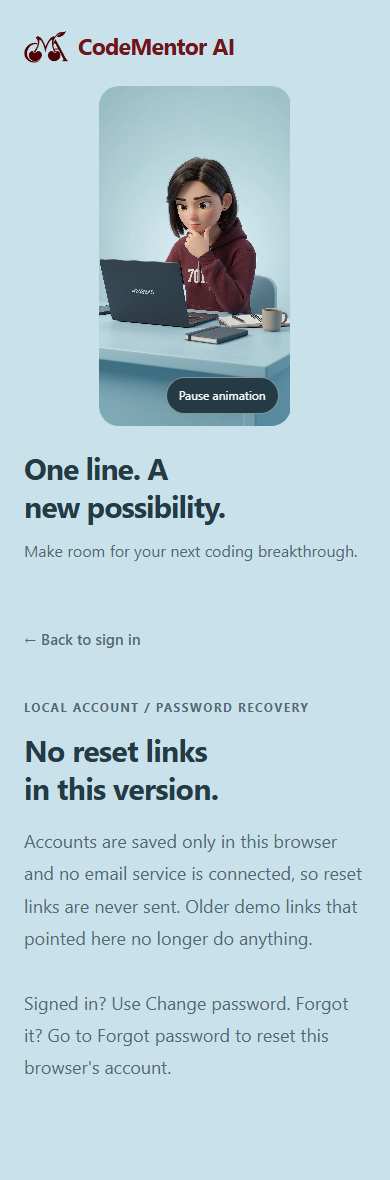 CodeMentor AI
701
Pause animation
One line. A
new possibility.
Make room for your next coding breakthrough.
← Back to sign in
LOCAL ACCOUNT / PASSWORD RECOVERY
No reset links
in this version.
Accounts are saved only in this browser
and no email service is connected, so reset
links are never sent. Older demo links that
pointed here no longer do anything.
Signed in? Use Change password. Forgot
it? Go to Forgot password to reset this
browser's account.